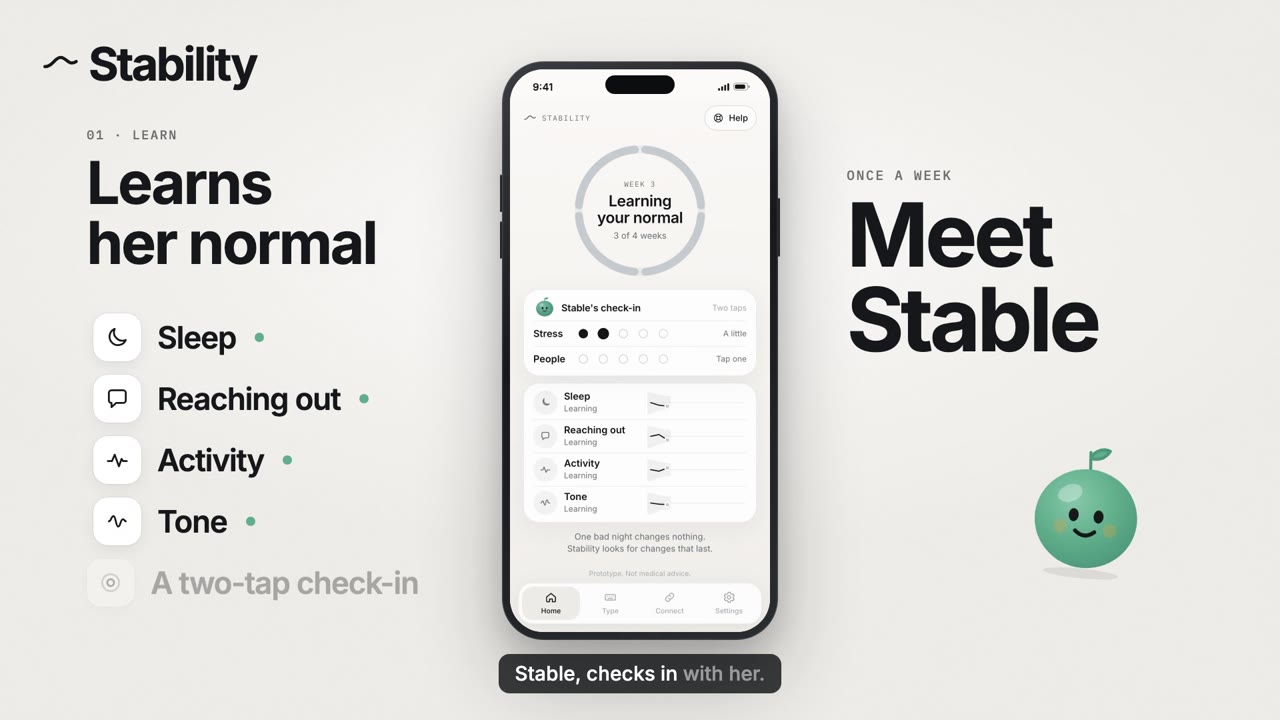 Stability
01 · LEARN
Learns
her normal
Sleep
Reaching out
Activity
Tone
A two-tap check-in
9:41
STABILITY
Help
WEEK 3
Learning
your normal
3 of 4 weeks
Stable's check-in
Two taps
Stress
A little
People
Tap one
Sleep
Learning
Reaching out
Learning
Activity
Learning
Tone
Learning
One bad night changes nothing.
Stability looks for changes that last.
Prototype. Not medical advice.
Home
Type
Connect
Settings
Stable, checks in with her.
ONCE A WEEK
Meet
Stable